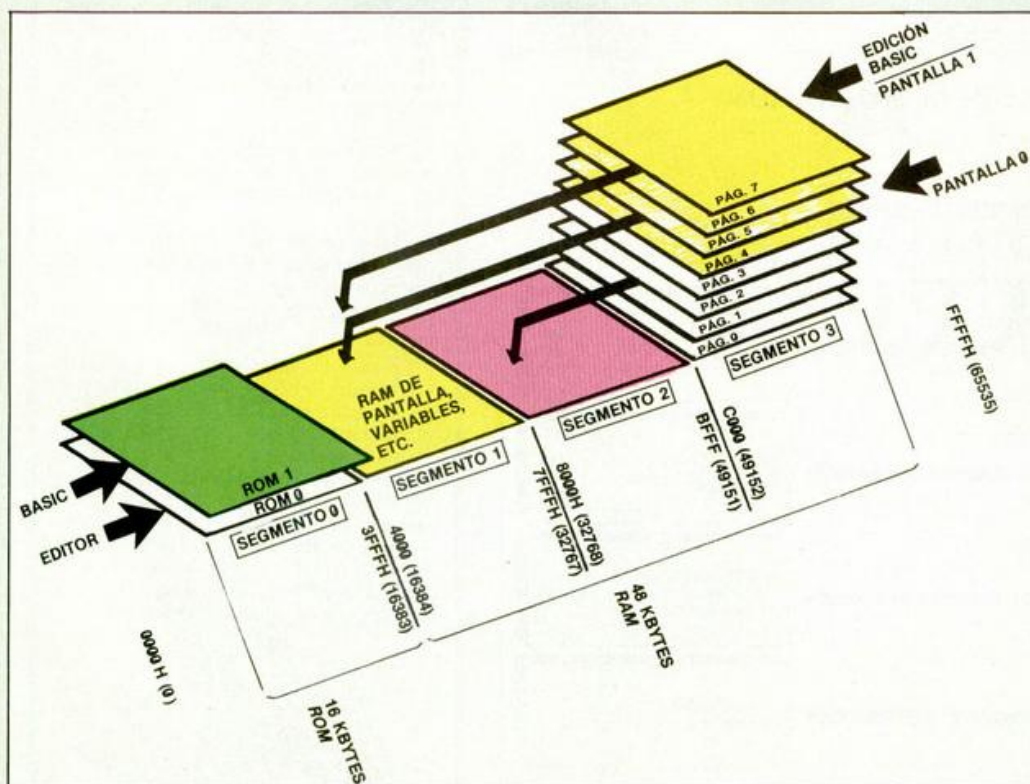 EDICIÓN
BASIC
PANTALLA 1
PANTALLA 0
PÁG. 7
PÁG. 6
PÁG. 5
PÁG. 4
PÁG. 3
PÁG. 2
PÁG. 1
PÁG. 0
SEGMENTO 3
FFFFH (65535)
SEGMENTO 2
C000 (49152)
BFFF (49151)
RAM DE
PANTALLA,
VARIABLES,
ETC.
SEGMENTO 1
8000H (32768)
7FFFH (32767)
ROM 1
ROM 0
SEGMENTO 0
BASIC
EDITOR
4000 (16384)
3FFFH (16383)
0000 H (0)
16 KBYTES
ROM
48 KBYTES
RAM